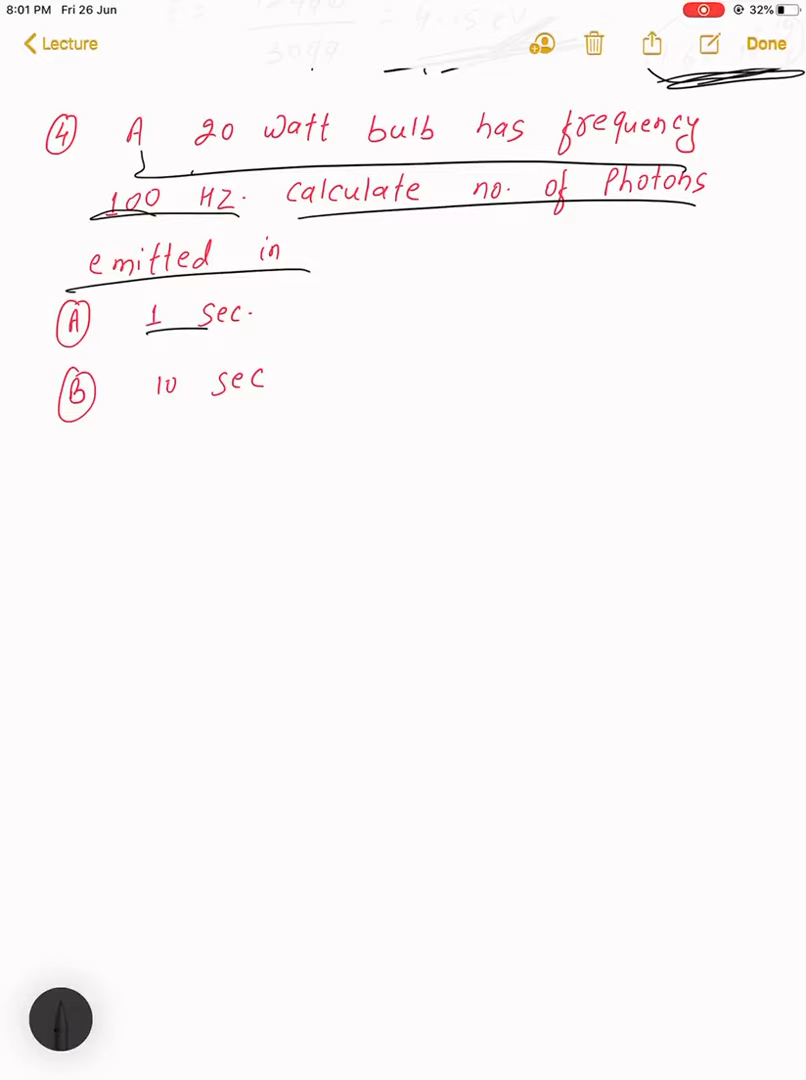 8:01 PM Fri 26 Jun
32%
Lecture
Done
4 A 20 watt bulb has frequency
100 HZ. Calculate no. of Photons
emitted in
A 1 sec.
B 10 sec